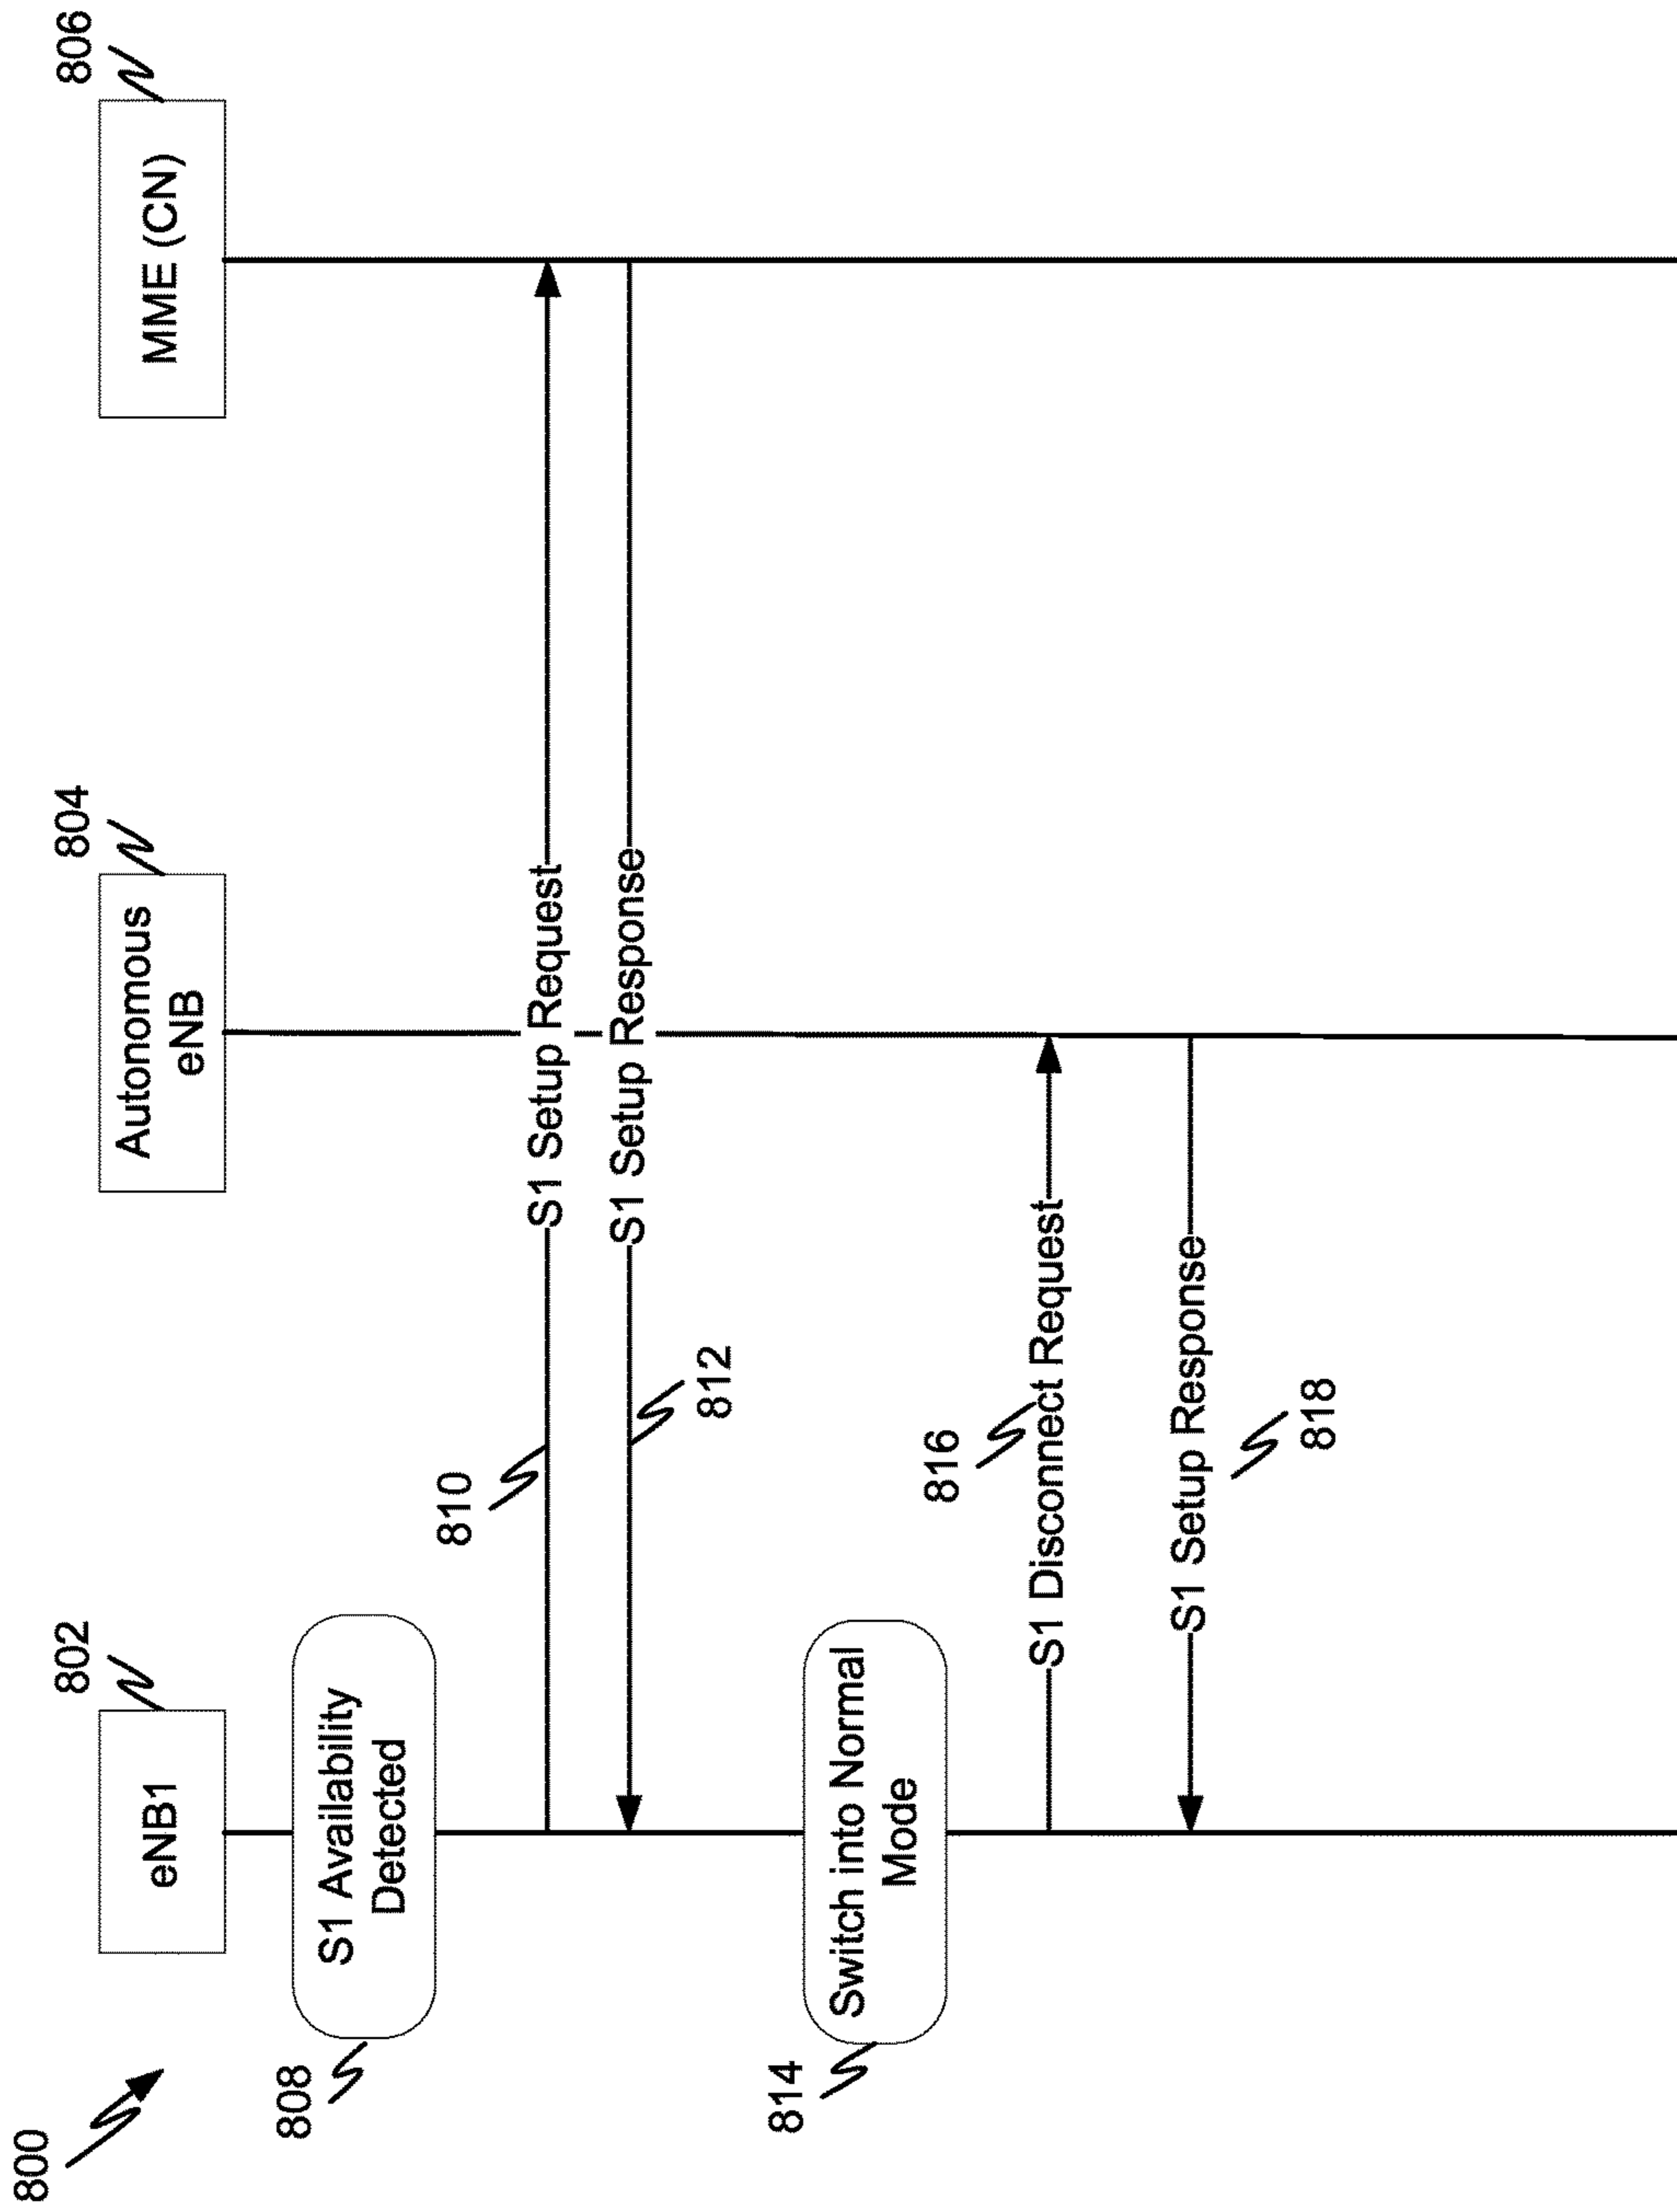 800
802
804
806
eNB1
Autonomous
eNB
MME (CN)
808
S1 Availability
Detected
810
S1 Setup Request
S1 Setup Response
812
814
Switch into Normal
Mode
816
S1 Disconnect Request
S1 Setup Response
818